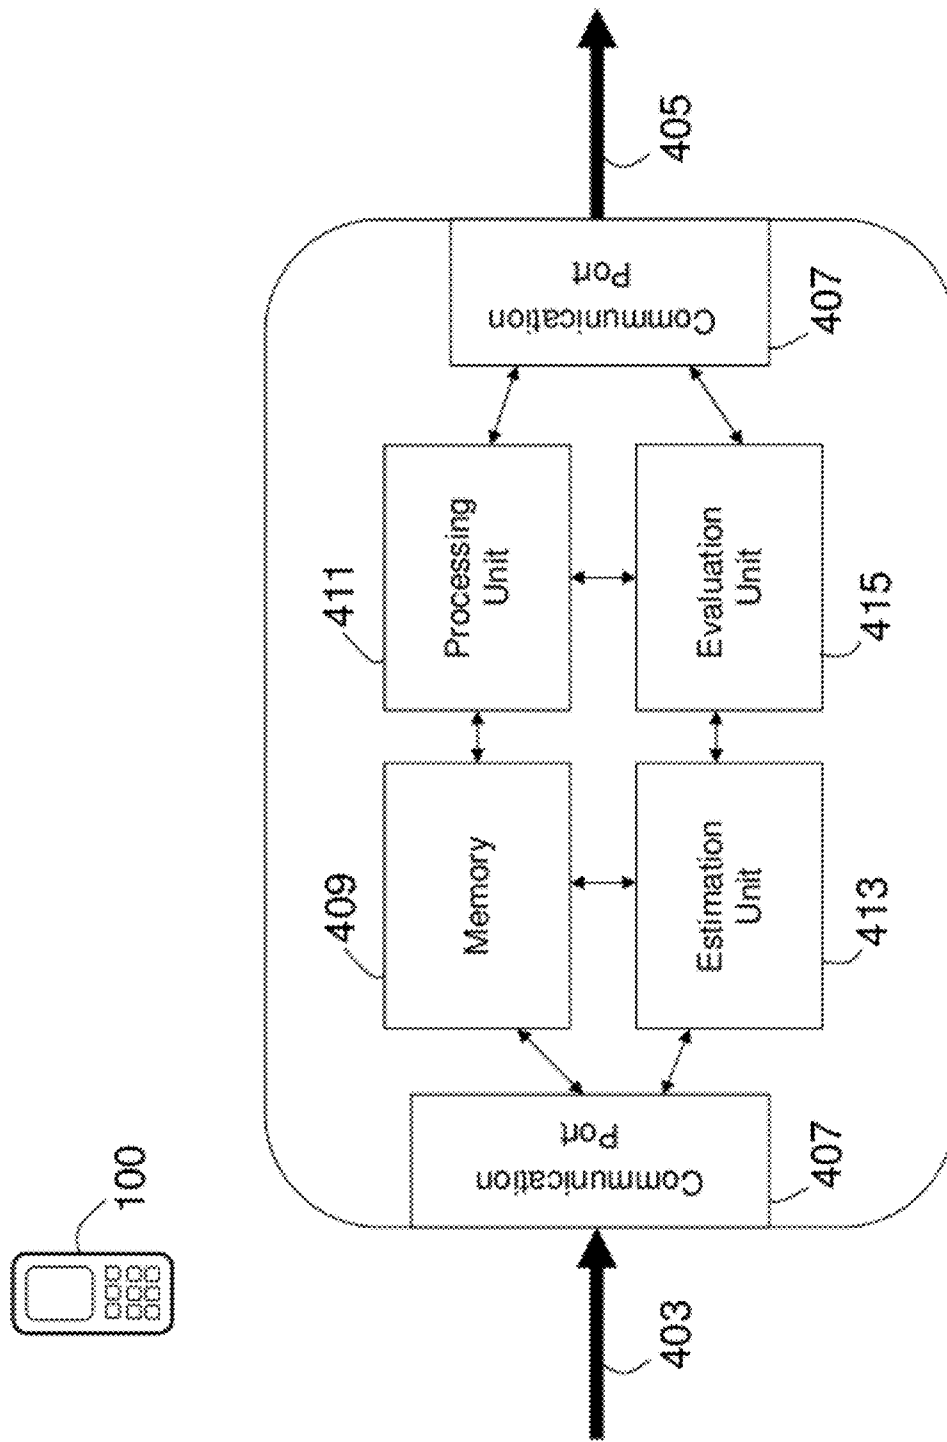 100
409
411
Memory
Processing
Unit
Communication
Port
Communication
Port
403
405
Estimation
Unit
Evaluation
Unit
407
413
415
407